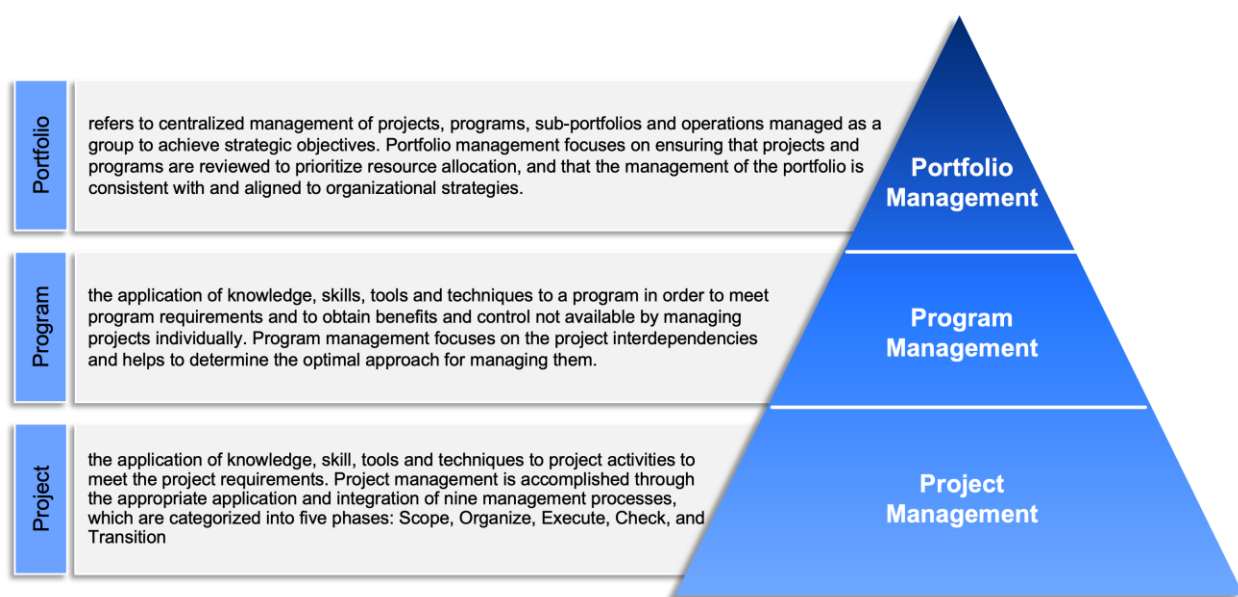 Portfolio
refers to centralized management of projects, programs, sub-portfolios and operations managed as a
group to achieve strategic objectives. Portfolio management focuses on ensuring that projects and
programs are reviewed to prioritize resource allocation, and that the management of the portfolio is
consistent with and aligned to organizational strategies.
Portfolio
Management
Program
the application of knowledge, skills, tools and techniques to a program in order to meet
program requirements and to obtain benefits and control not available by managing
projects individually. Program management focuses on the project interdependencies
and helps to determine the optimal approach for managing them.
Program
Management
Project
the application of knowledge, skill, tools and techniques to project activities to
meet the project requirements. Project management is accomplished through
the appropriate application and integration of nine management processes,
which are categorized into five phases: Scope, Organize, Execute, Check, and
Transition
Project
Management